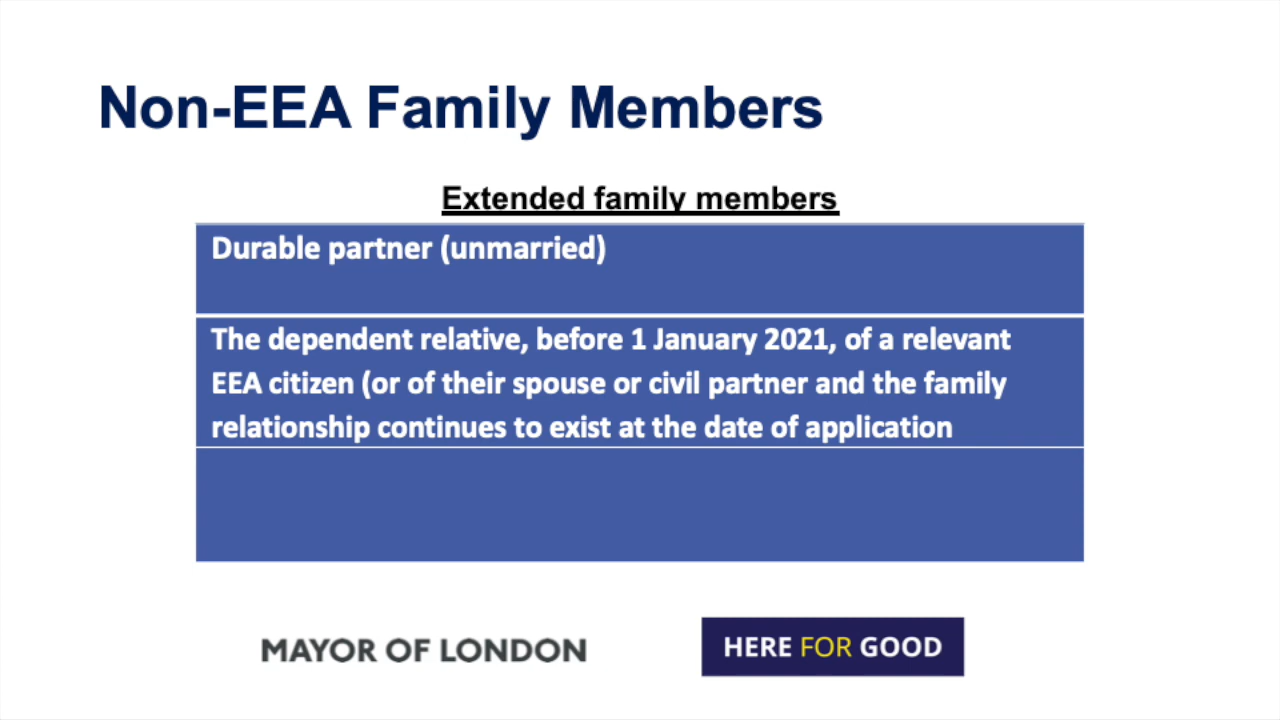 Non-EEA Family Members
Extended family members
Durable partner (unmarried)
The dependent relative, before 1 January 2021, of a relevant
EEA citizen (or of their spouse or civil partner and the family
relationship continues to exist at the date of application
MAYOR OF LONDON
HERE FOR GOOD